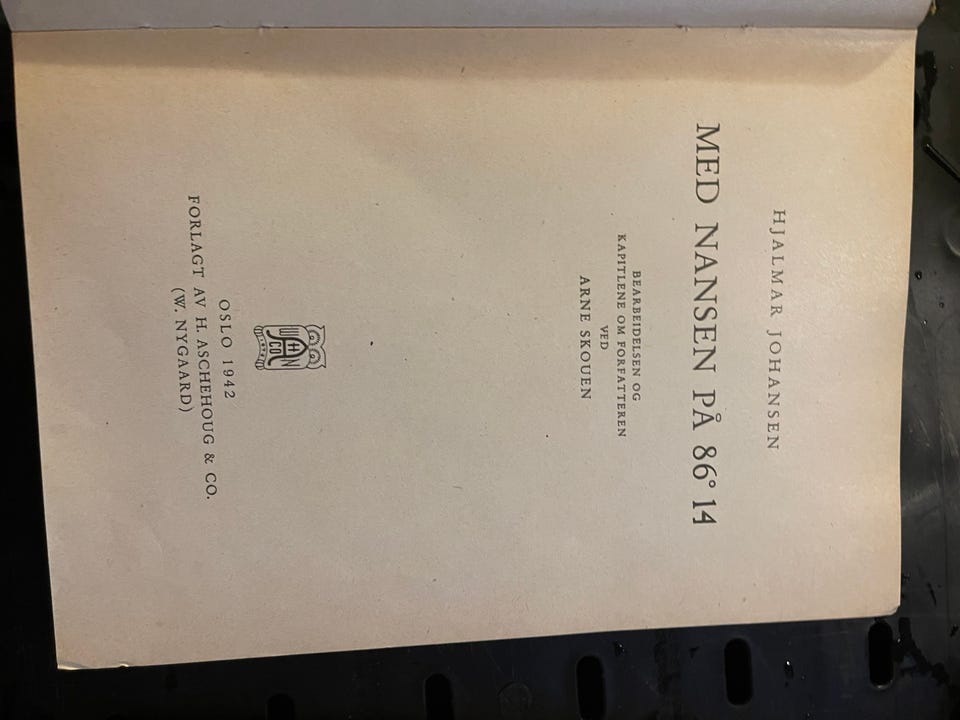 HJALMAR JOHANSEN
MED NANSEN PÅ 86° 14
BEARBEIDELSEN OG
KAPITLENE OM FORFATTEREN
VED
ARNE SKOUEN
OSLO 1942
FORLAGT AV H. ASCHEHOUG & CO.
(W. NYGAARD)